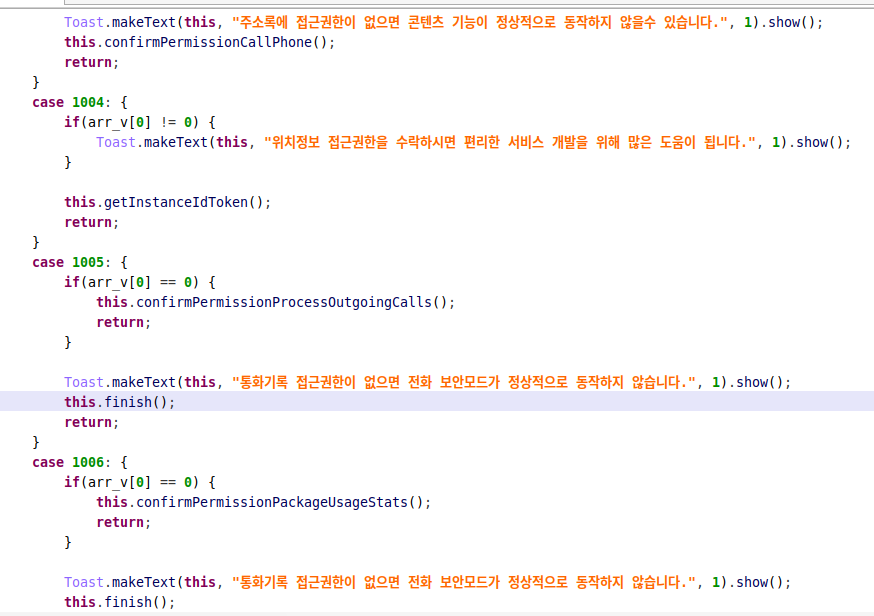 Toast.makeText(this, "주소록에 접근권한이 없으면 콘텐츠 기능이 정상적으로 동작하지 않을수 있습니다.", 1).show();
this.confirmPermissionCallPhone();
return;
}
case 1004: {
if(arr_v[0] != 0) {
Toast.makeText(this, "위치정보 접근권한을 수락하시면 편리한 서비스 개발을 위해 많은 도움이 됩니다.", 1).show();
}
this.getInstanceIdToken();
return;
}
case 1005: {
if(arr_v[0] == 0) {
this.confirmPermissionProcessOutgoingCalls();
return;
}
Toast.makeText(this, "통화기록 접근권한이 없으면 전화 보안모드가 정상적으로 동작하지 않습니다.", 1).show();
this.finish();
return;
}
case 1006: {
if(arr_v[0] == 0) {
this.confirmPermissionPackageUsageStats();
return;
}
Toast.makeText(this, "통화기록 접근권한이 없으면 전화 보안모드가 정상적으로 동작하지 않습니다.", 1).show();
this.finish();